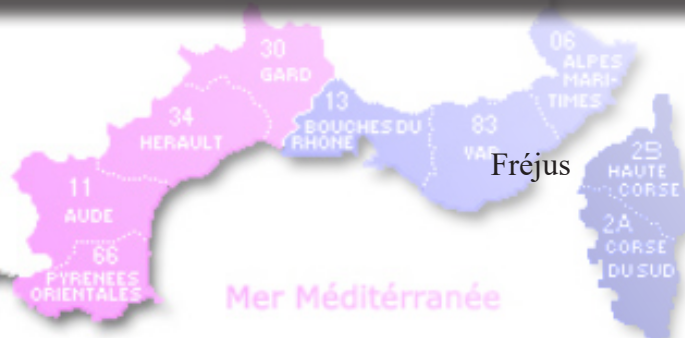 30
GARD
06
ALPES
MARI-
TIMES
13
BOUCHES DU
RHÔNE
34
HERAULT
83
VAR
Fréjus
2B
HAUTE
CORSE
11
AUDE
2A
CORSE
DU SUD
66
PYRENEES
ORIENTALES
Mer Méditérranée